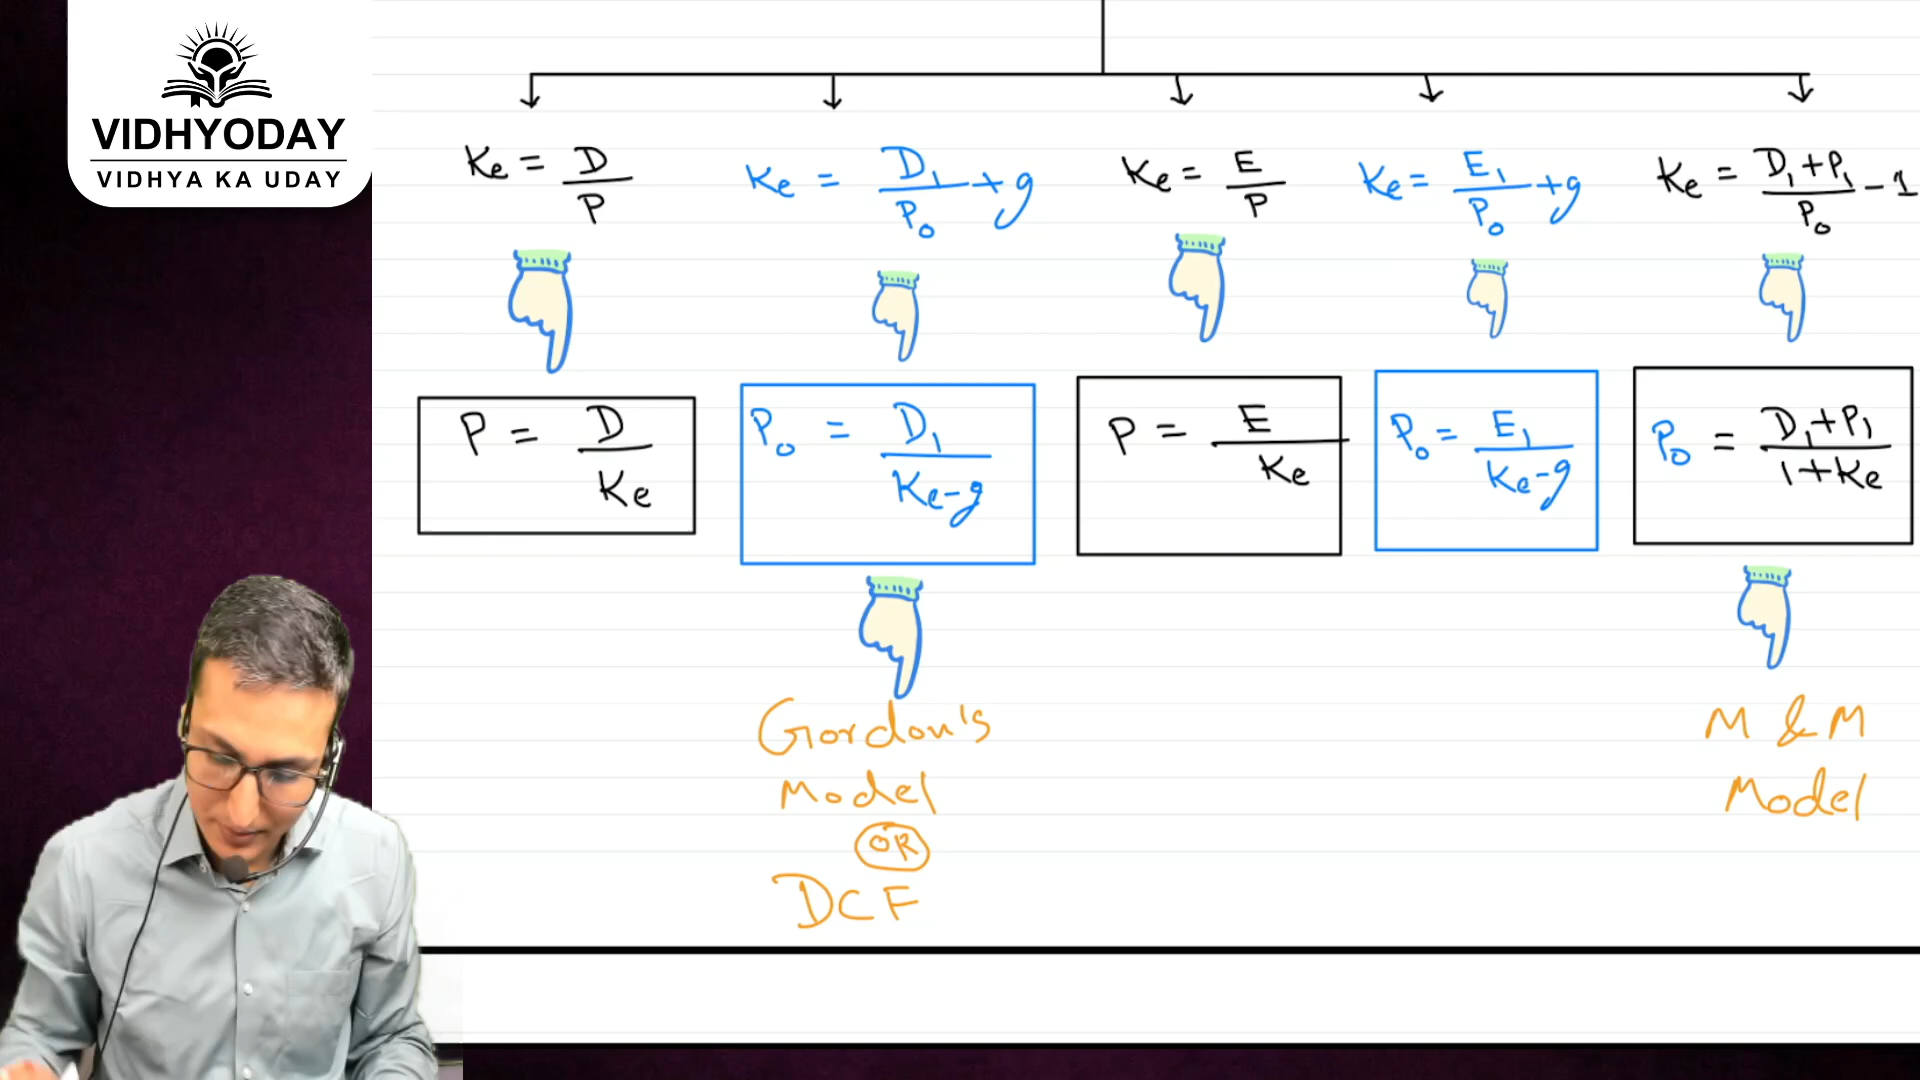 VIDHYODAY
VIDHYA KA UDAY
Ke = D/P
Ke = D₁/P₀ + g
Ke = E/P
Ke = E₁/P₀ + g
Ke = D₁+P₁/P₀ - 1
P = D/Ke
P₀ = D₁/Ke-g
P = E/Ke
P₀ = E₁/Ke-g
P₀ = D₁+P₁/1+Ke
Gordon's
Model
OR
DCF
M & M
Model